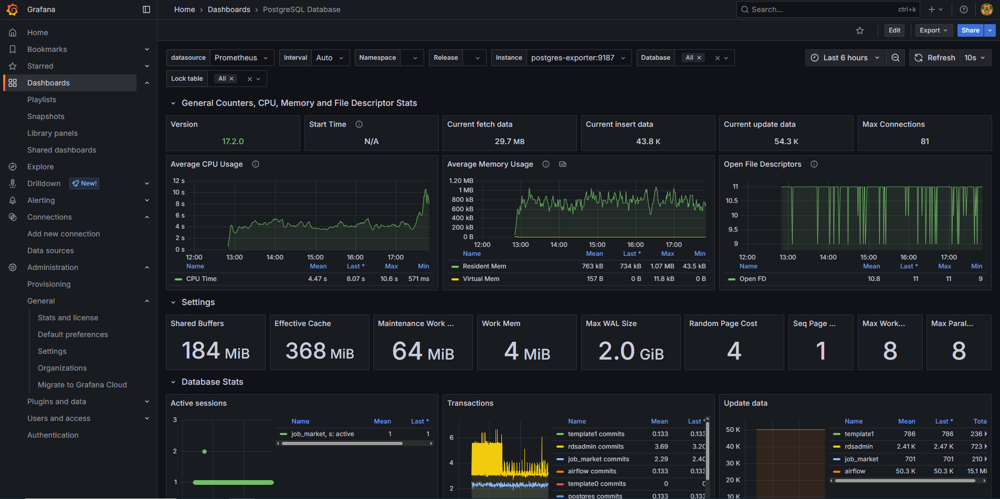 Grafana
Home › Dashboards › PostgreSQL Database
Search... ctrl+k
Edit Export Share
Home
Bookmarks
Starred
Dashboards
Playlists
Snapshots
Library panels
Shared dashboards
Explore
Drilldown New!
Alerting
Connections
Add new connection
Data sources
Administration
Provisioning
General
Stats and license
Default preferences
Settings
Organizations
Migrate to Grafana Cloud
Plugins and data
Users and access
Authentication
datasource Prometheus Interval Auto Namespace Release Instance postgres-exporter:9187 Database All
Last 6 hours Refresh 10s
Lock table All
General Counters, CPU, Memory and File Descriptor Stats
Version
17.2.0
Start Time
N/A
Current fetch data
29.7 MB
Current insert data
43.8 K
Current update data
54.3 K
Max Connections
81
Average CPU Usage
12 s
10 s
8 s
6 s
4 s
2 s
0 s
12:00 13:00 14:00 15:00 16:00 17:00
Name Mean Last * Max Min
CPU Time 4.47 s 8.07 s 10.6 s 571 ms
Average Memory Usage
1.20 MB
1 MB
800 kB
600 kB
400 kB
200 kB
0 B
12:00 13:00 14:00 15:00 16:00 17:00
Name Mean Last * Max Min
Resident Mem 763 kB 734 kB 1.07 MB 43.5 kB
Virtual Mem 157 B 0 B 11.8 kB 0 B
Open File Descriptors
11
10.5
10
9.5
9
12:00 13:00 14:00 15:00 16:00 17:00
Name Mean Last * Max Min
Open FD 10.8 11 11 9
Settings
Shared Buffers
184 MiB
Effective Cache
368 MiB
Maintenance Work ...
64 MiB
Work Mem
4 MiB
Max WAL Size
2.0 GiB
Random Page Cost
4
Seq Page ...
1
Max Work...
8
Max Paral...
8
Database Stats
Active sessions
3
2
1
Name Mean Last *
job_market, s: active 1 1
Transactions
6
4
2
Name Mean Last *
template1 commits 0.133 0.133
rdsadmin commits 3.69 3.20
job_market commits 2.29 2.40
airflow commits 0.133 0.133
template0 commits 0 0
postgres commits 0.133 0.133
Update data
50 K
40 K
30 K
20 K
10 K
Name Mean Last * Tota
template1 786 786 236 K
rdsadmin 2.41 K 2.47 K 723 K
job_market 701 701 210 K
airflow 50.3 K 50.3 K 15.1 Mi